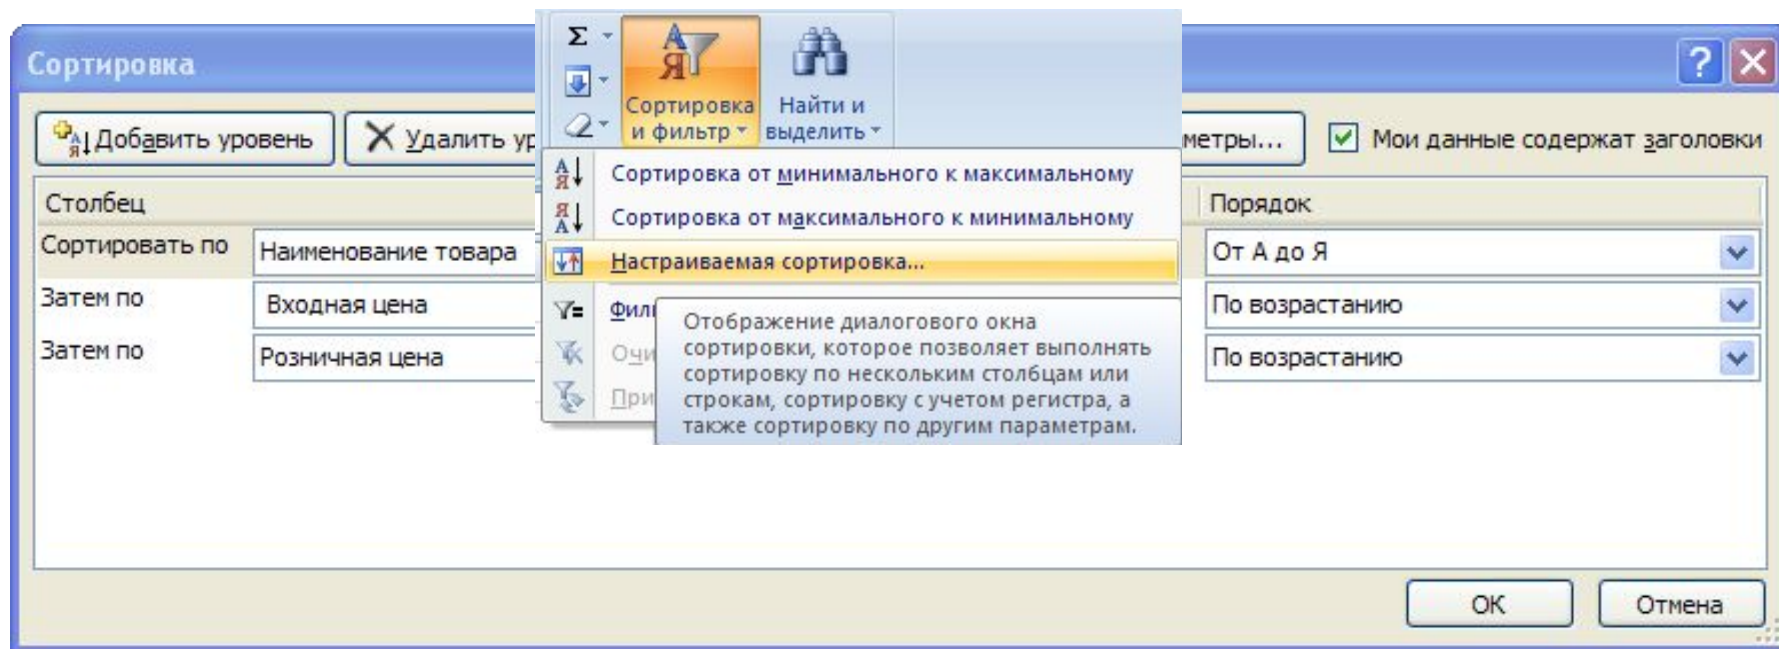 Сортировка
Σ
Сортировка
и фильтр
Найти и
выделить
Добавить уровень
Удалить ур
метры...
Мои данные содержат заголовки
Сортировка от минимального к максимальному
Сортировка от максимального к минимальному
Настраиваемая сортировка...
Фил
Очи
При
Отображение диалогового окна
сортировки, которое позволяет выполнять
сортировку по нескольким столбцам или
строкам, сортировку с учетом регистра, а
также сортировку по другим параметрам.
Столбец
Порядок
Сортировать по
Наименование товара
От А до Я
Затем по
Входная цена
По возрастанию
Затем по
Розничная цена
По возрастанию
ОК
Отмена